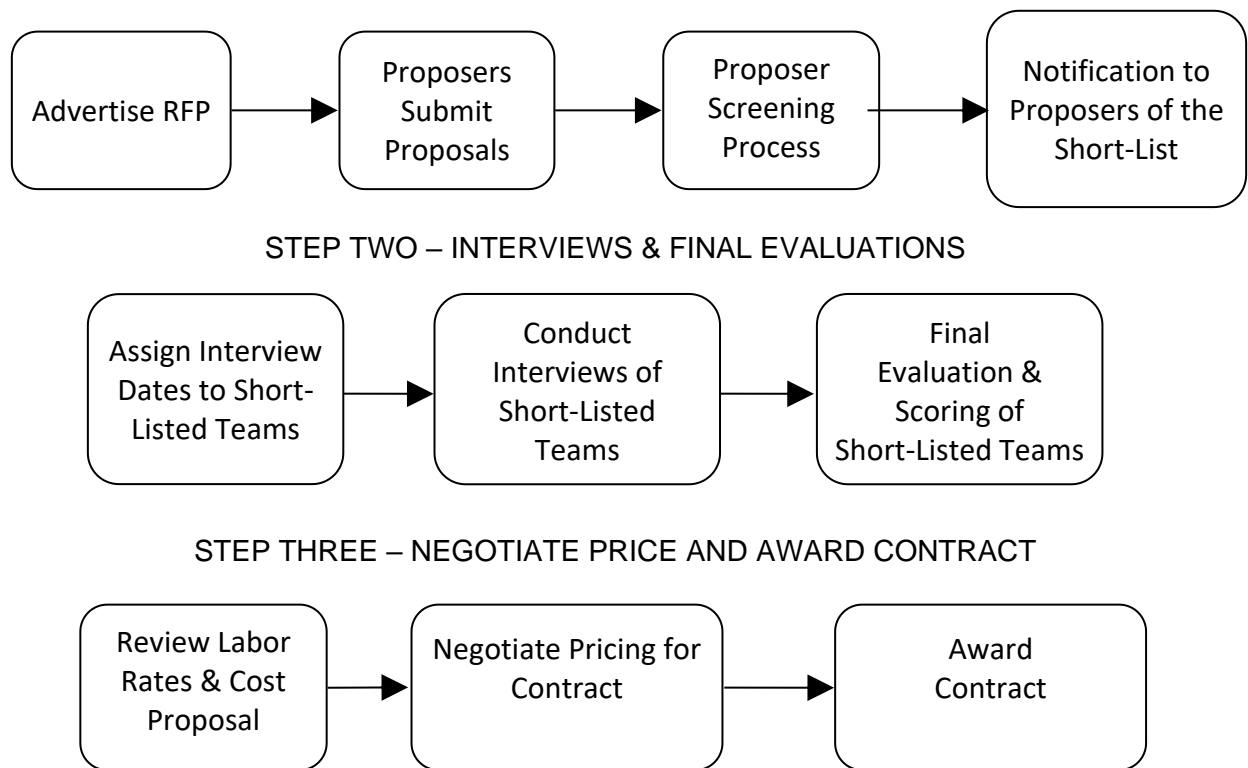 Advertise RFP
Proposers
Submit
Proposals
Proposer
Screening
Process
Notification to
Proposers of the
Short-List
STEP TWO – INTERVIEWS & FINAL EVALUATIONS
Assign Interview
Dates to Short-
Listed Teams
Conduct
Interviews of
Short-Listed
Teams
Final
Evaluation &
Scoring of
Short-Listed Teams
STEP THREE – NEGOTIATE PRICE AND AWARD CONTRACT
Review Labor
Rates & Cost
Proposal
Negotiate Pricing for
Contract
Award
Contract